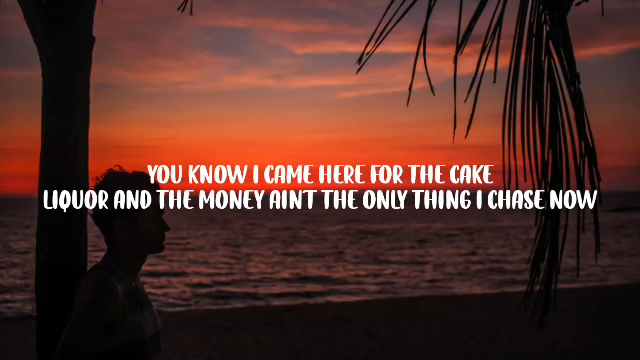 YOU KNOW I CAME HERE FOR THE CAKE
LIQUOR AND THE MONEY AIN'T THE ONLY THING I CHASE NOW